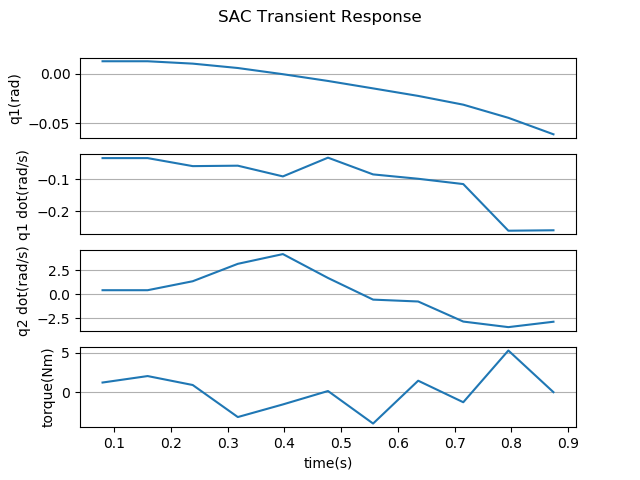 SAC Transient Response
q1(rad)
0.00
−0.05
q1 dot(rad/s)
−0.1
−0.2
q2 dot(rad/s)
2.5
0.0
−2.5
torque(Nm)
5
0
0.1 0.2 0.3 0.4 0.5 0.6 0.7 0.8 0.9
time(s)